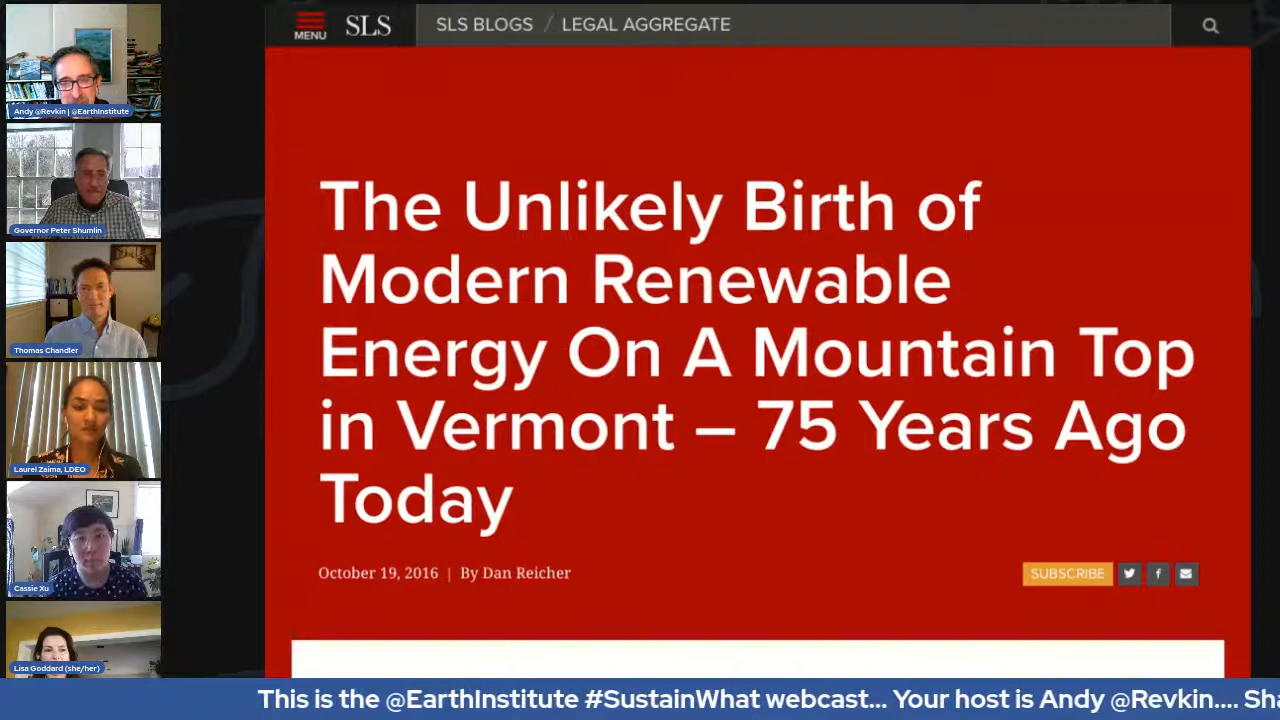 MENU
SLS
SLS BLOGS / LEGAL AGGREGATE
The Unlikely Birth of
Modern Renewable
Energy On A Mountain Top
in Vermont – 75 Years Ago
Today
October 19, 2016 | By Dan Reicher
SUBSCRIBE
Andy @Revkin | @EarthInstitute
Governor Peter Shumlin
Thomas Chandler
Laurel Zaima, LDEO
Cassie Xu
Lisa Goddard (she/her)
This is the @EarthInstitute #SustainWhat webcast... Your host is Andy @Revkin.... Sh